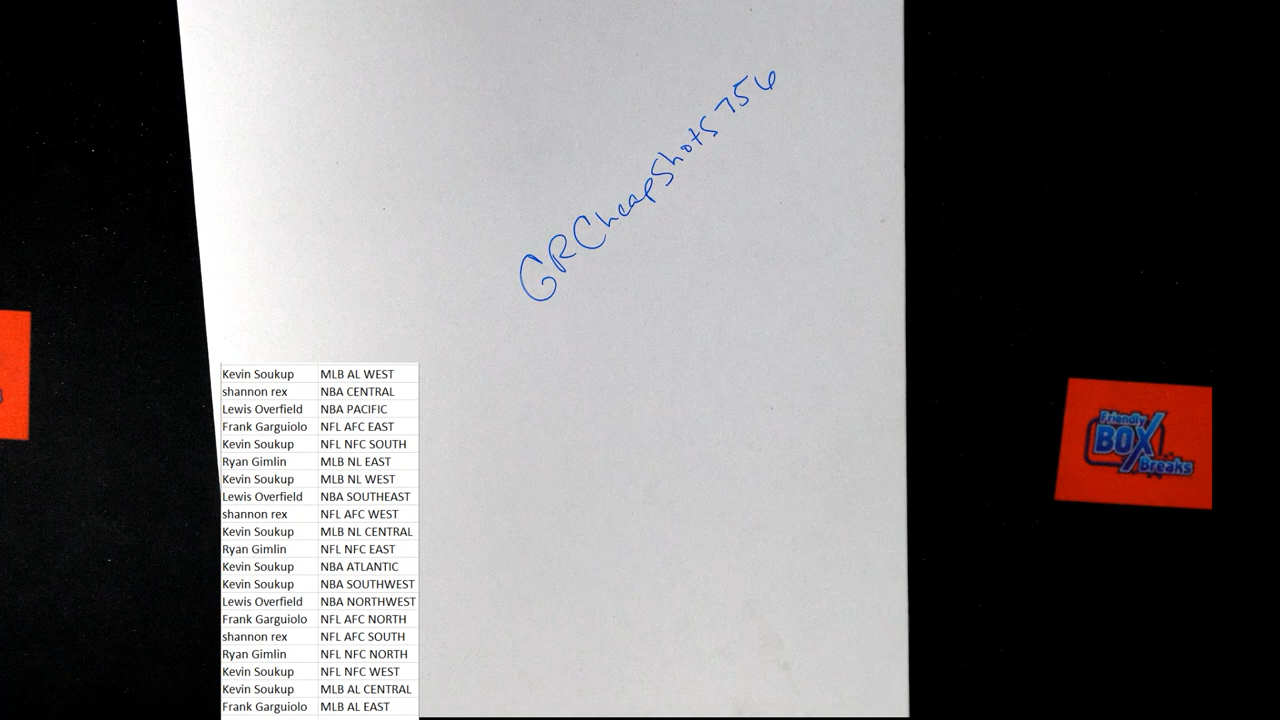 GRCheapShots756
Kevin Soukup MLB AL WEST
shannon rex NBA CENTRAL
Lewis Overfield NBA PACIFIC
Frank Garguiolo NFL AFC EAST
Kevin Soukup NFL NFC SOUTH
Ryan Gimlin MLB NL EAST
Kevin Soukup MLB NL WEST
Lewis Overfield NBA SOUTHEAST
shannon rex NFL AFC WEST
Kevin Soukup MLB NL CENTRAL
Ryan Gimlin NFL NFC EAST
Kevin Soukup NBA ATLANTIC
Kevin Soukup NBA SOUTHWEST
Lewis Overfield NBA NORTHWEST
Frank Garguiolo NFL AFC NORTH
shannon rex NFL AFC SOUTH
Ryan Gimlin NFL NFC NORTH
Kevin Soukup NFL NFC WEST
Kevin Soukup MLB AL CENTRAL
Frank Garguiolo MLB AL EAST
Friendly
BOX
Breaks